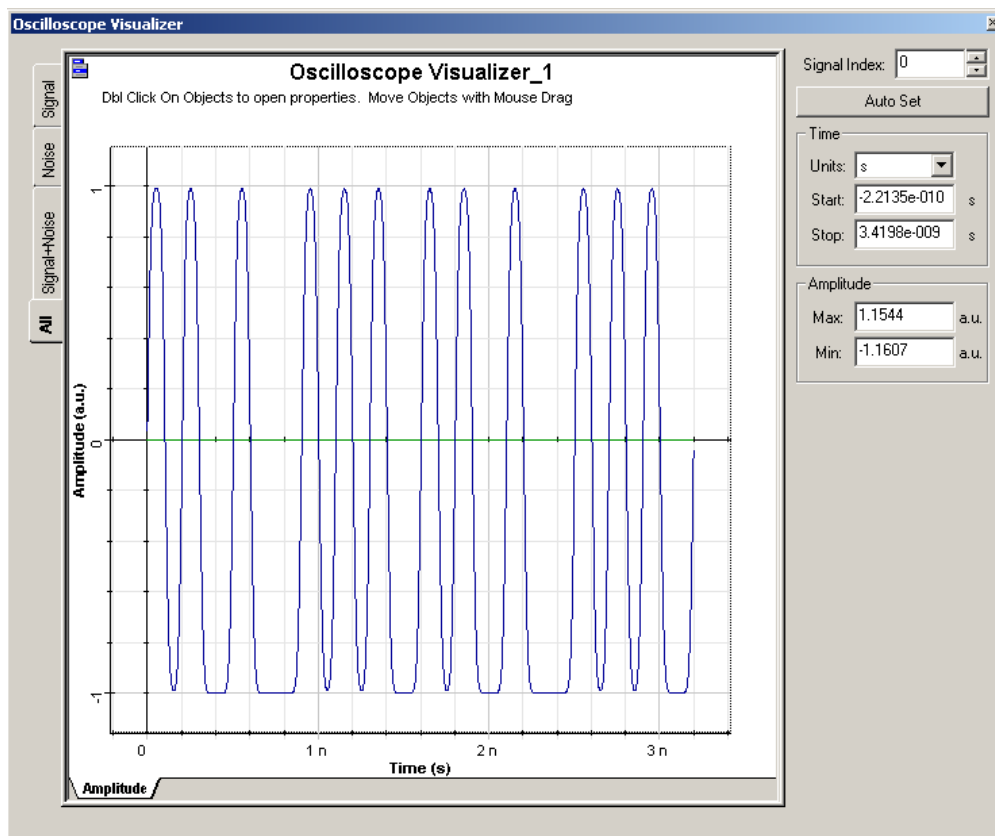 Oscilloscope Visualizer
Signal
Noise
Signal+Noise
All
Oscilloscope Visualizer_1
Dbl Click On Objects to open properties.  Move Objects with Mouse Drag
Amplitude (a.u.)
1
0
-1
0
1 n
2 n
3 n
Time (s)
Amplitude
Signal Index: 0
Auto Set
Time
Units: s
Start: -2.2135e-010 s
Stop: 3.4198e-009 s
Amplitude
Max: 1.1544 a.u.
Min: -1.1607 a.u.